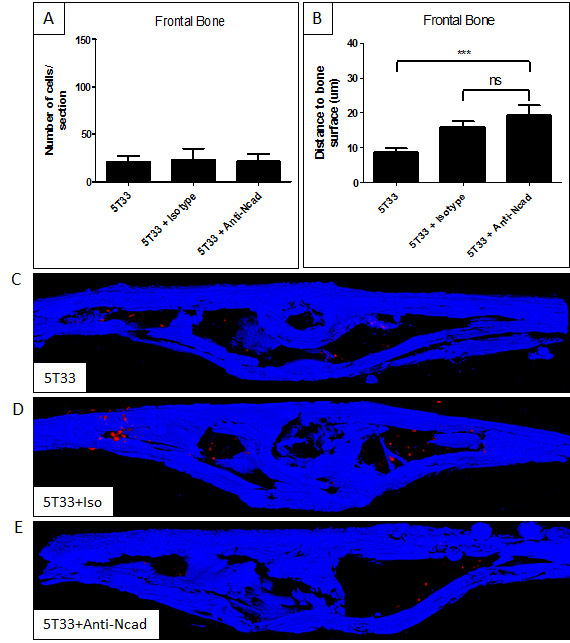 A
Frontal Bone
Number of cells/
section
150
100
50
0
5T33
5T33 + Isotype
5T33 + Anti-Ncad
B
Frontal Bone
Distance to bone
surface (um)
40
30
20
10
0
***
ns
5T33
5T33 + Isotype
5T33 + Anti-Ncad
C
5T33
D
5T33+Iso
E
5T33+Anti-Ncad